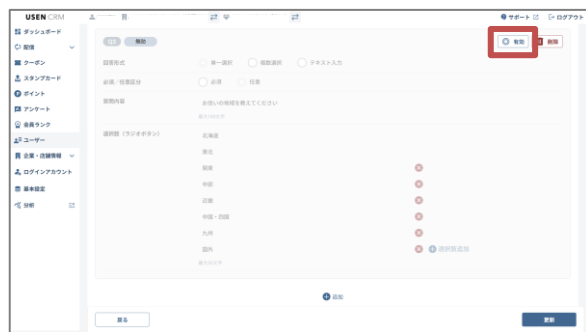 USEN CRM
サポート
ログアウト
ダッシュボード
配信
クーポン
スタンプカード
ポイント
アンケート
会員ランク
ユーザー
企業・店舗情報
ログインアカウント
基本設定
分析
Q3
無効
有効
削除
回答形式
単一選択
複数選択
テキスト入力
必須/任意区分
必須
任意
質問内容
お住いの地域を教えてください
選択肢（ラジオボタン）
北海道
東北
関東
中部
近畿
中国・四国
九州
国外
選択肢追加
追加
戻る
更新